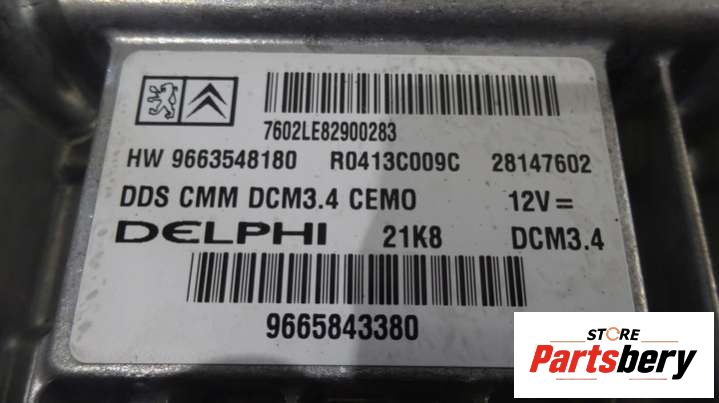 7602LE82900283
HW 9663548180 R0413C009C 28147602
DDS CMM DCM3.4 CEMO 12V =
DELPHI 21K8 DCM3.4
9665843380
STORE
Partsbery